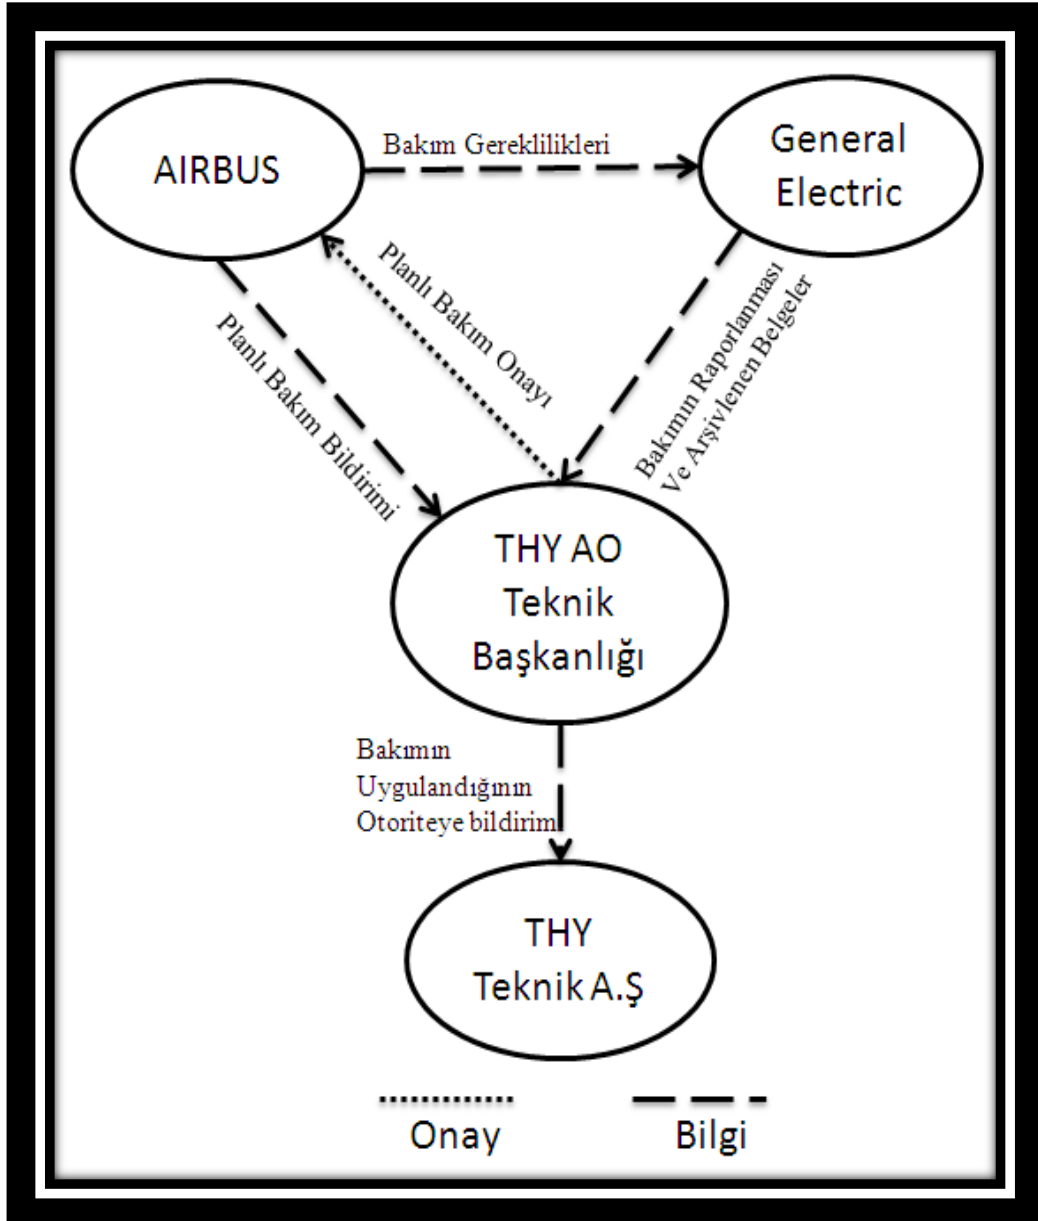 AIRBUS
Bakım Gereklilikleri
General
Electric
Planlı Bakım Onayı
Planlı Bakım Bildirimi
Bakımın Raporlanması
Ve Arşivlenen Belgeler
THY AO
Teknik
Başkanlığı
Bakımın
Uygulandığının
Otoriteye bildirim
THY
Teknik A.Ş
Onay
Bilgi